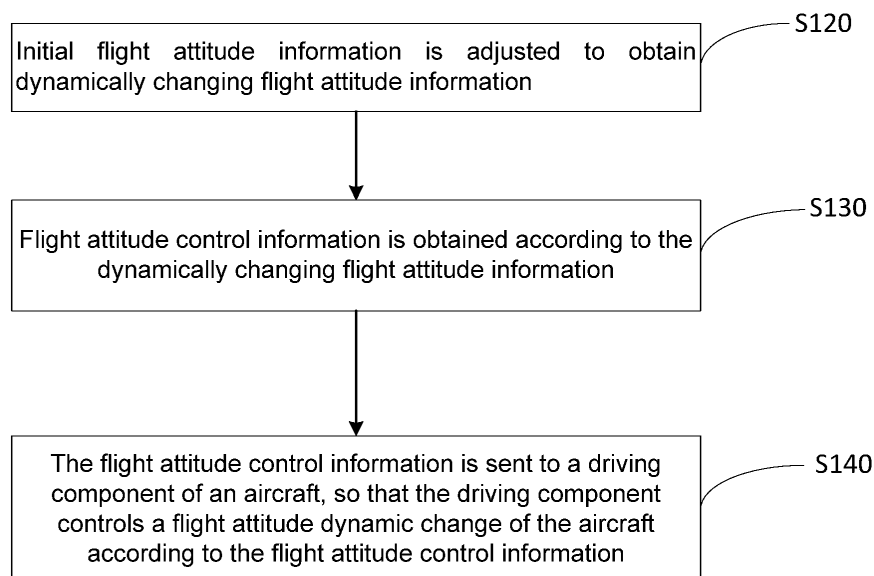 S120
Initial flight attitude information is adjusted to obtain
dynamically changing flight attitude information
S130
Flight attitude control information is obtained according to the
dynamically changing flight attitude information
S140
The flight attitude control information is sent to a driving
component of an aircraft, so that the driving component
controls a flight attitude dynamic change of the aircraft
according to the flight attitude control information